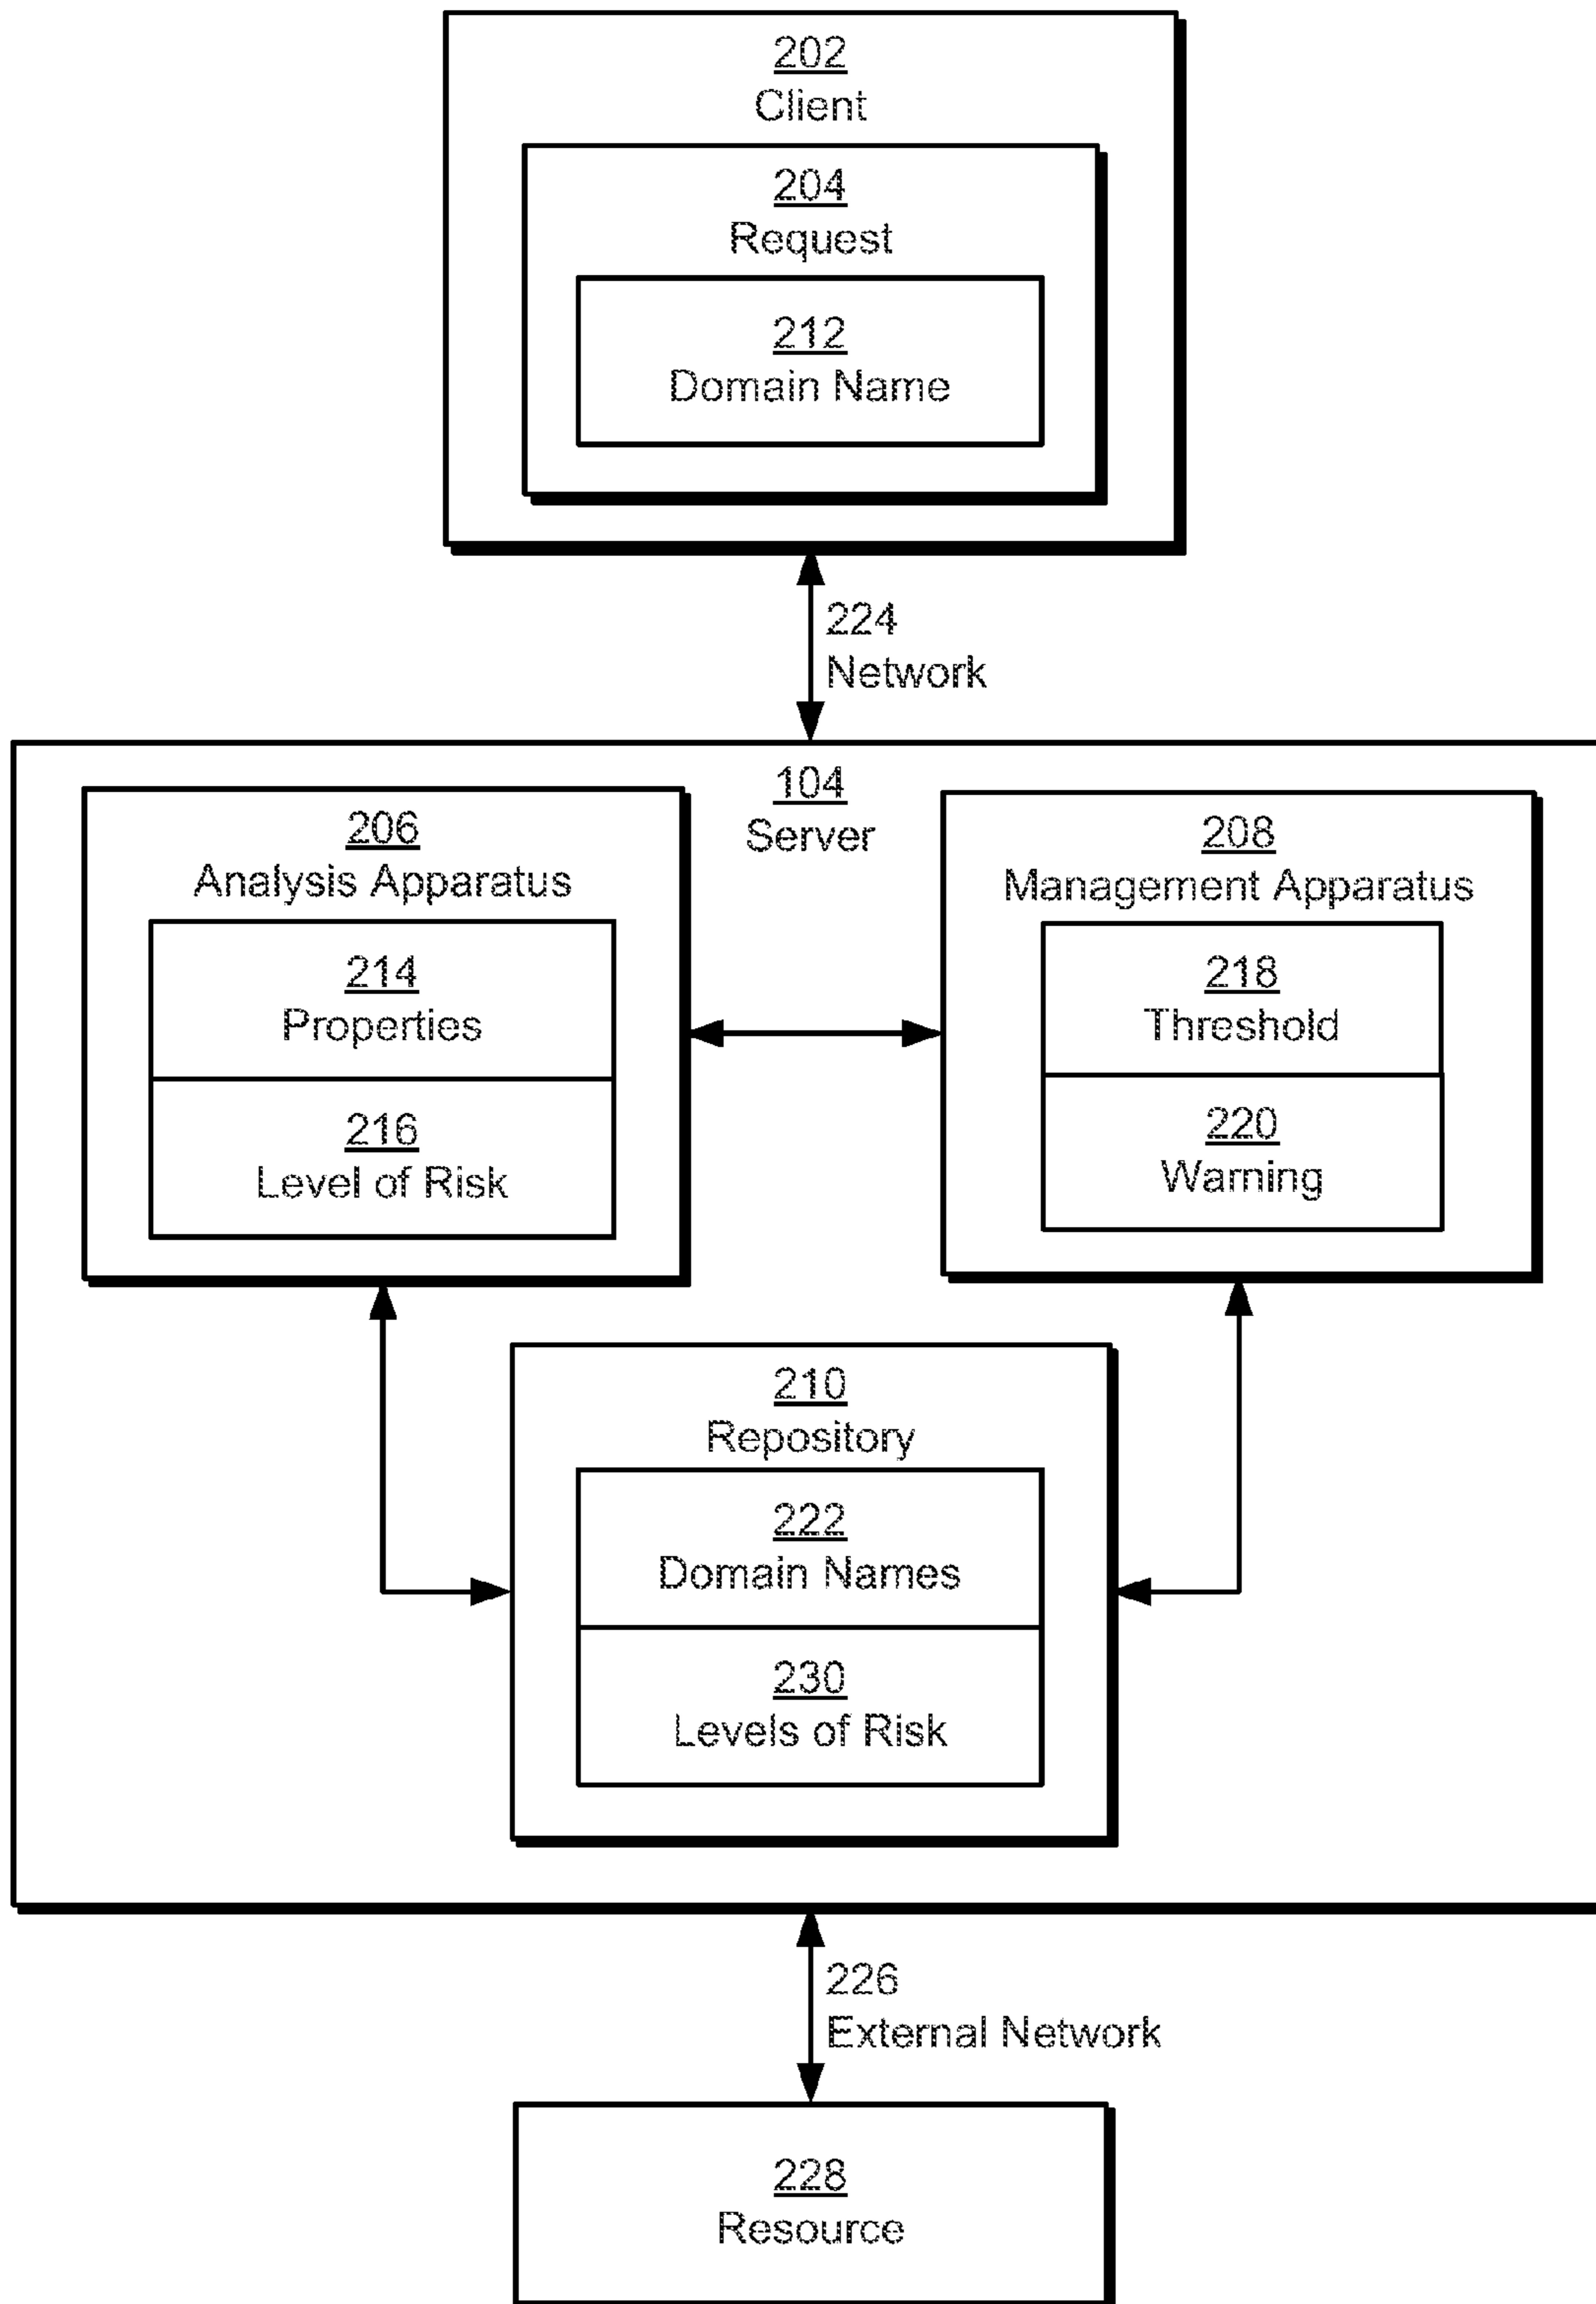 202
Client
204
Request
212
Domain Name
224
Network
104
Server
206
Analysis Apparatus
214
Properties
216
Level of Risk
208
Management Apparatus
218
Threshold
220
Warning
210
Repository
222
Domain Names
230
Levels of Risk
226
External Network
228
Resource